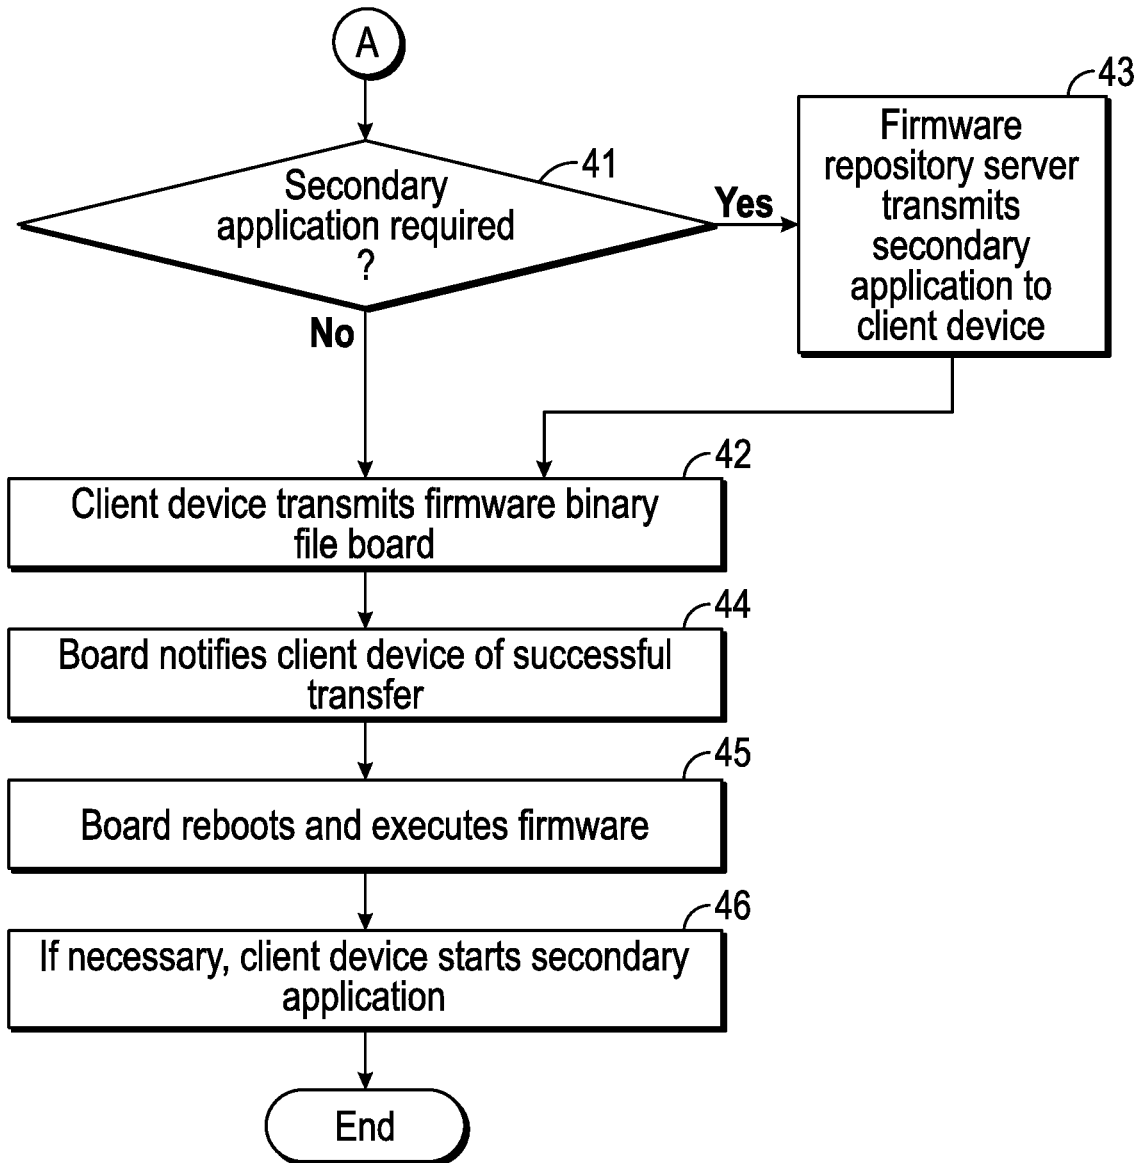 A
41
Secondary
application required
?
Yes
No
43
Firmware
repository server
transmits
secondary
application to
client device
42
Client device transmits firmware binary
file board
44
Board notifies client device of successful
transfer
45
Board reboots and executes firmware
46
If necessary, client device starts secondary
application
End